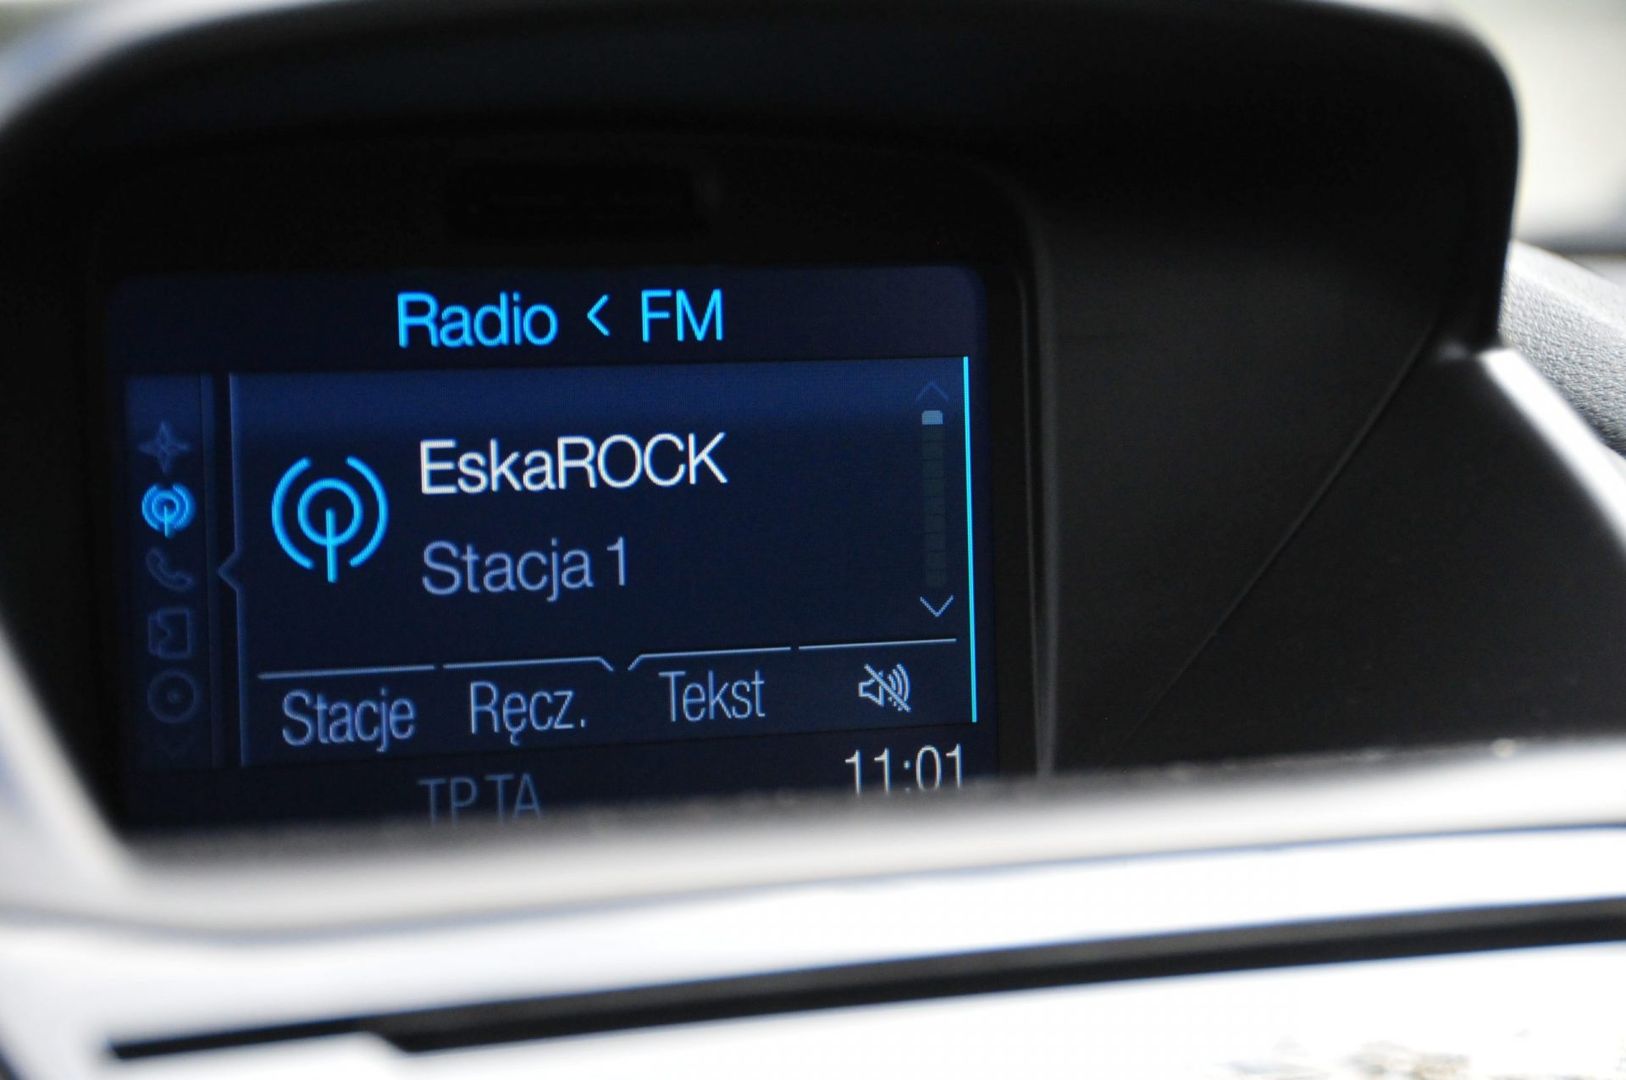 Radio < FM
EskaROCK
Stacja 1
Stacje Ręcz. Tekst
TP TA 11:01